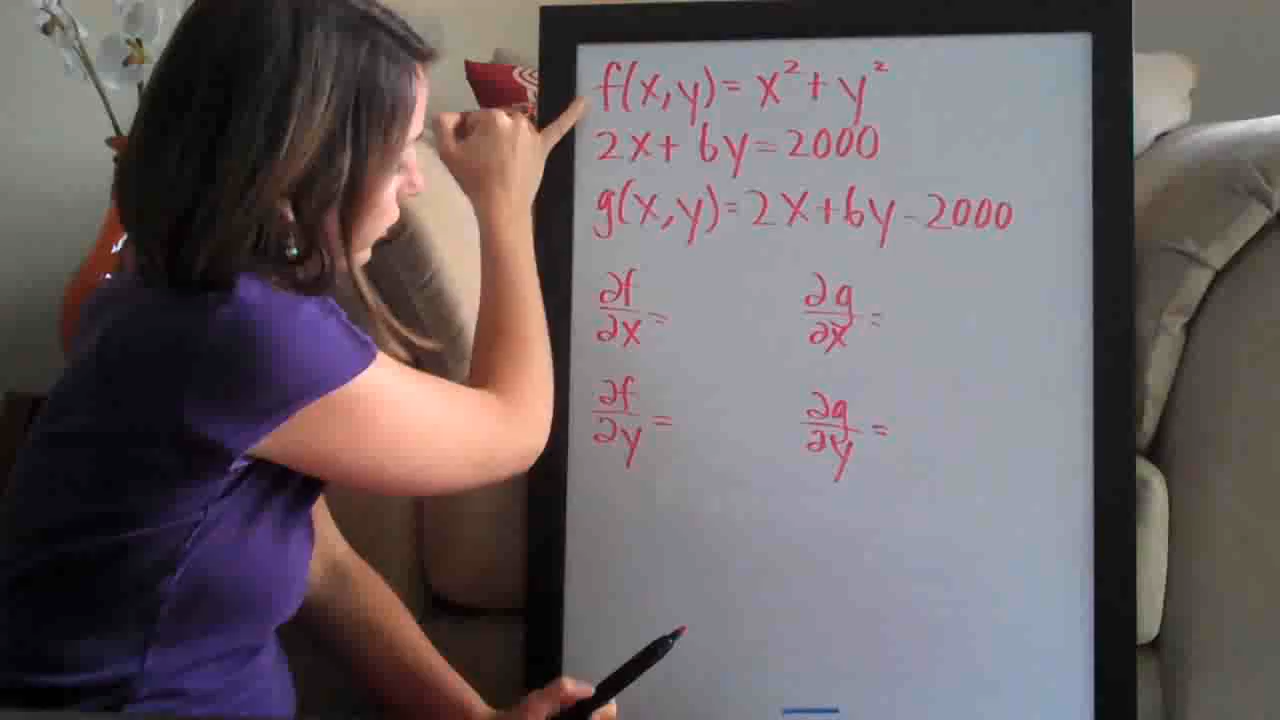 f(x,y)= x² + y²
2x + 6y = 2000
g(x,y) = 2x + 6y - 2000
∂f/∂x = ∂g/∂x =
∂f/∂y = ∂g/∂y =